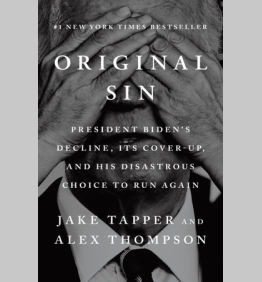 #1 NEW YORK TIMES BESTSELLER
ORIGINAL
SIN
PRESIDENT BIDEN'S
DECLINE, ITS COVER-UP,
AND HIS DISASTROUS
CHOICE TO RUN AGAIN
JAKE TAPPER AND
ALEX THOMPSON